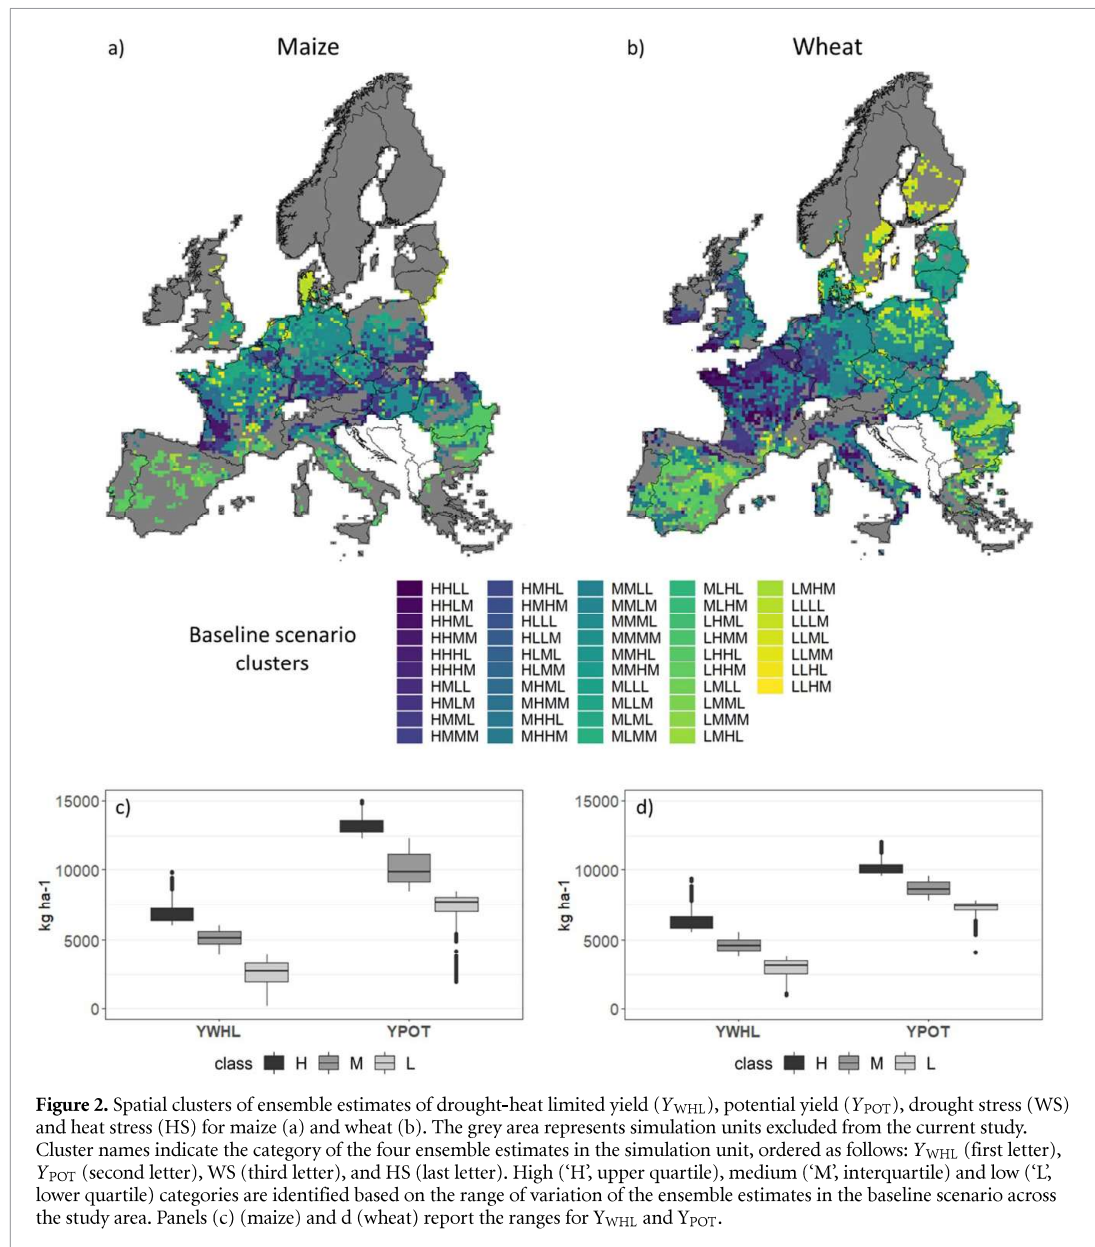 a) Maize
b) Wheat
Baseline scenario
clusters
HHLL HMHL MMLL MLHL LMHM
HHLM HMHM MMLM MLHM LLLL
HHML HLLL MMML LHML LLLM
HHMM HLLM MMMM LHMM LLML
HHHL HLML MMHL LHHL LLMM
HHHM HLMM MMHM LHHM LLHL
HMLL MHML MLLL LMLL LLHM
HMLM MHMM MLLM LMML
HMML MHHL MLML LMMM
HMMM MHHM MLMM LMHL
c)
15000
10000
5000
0
kg ha-1
YWHL YPOT
class H M L
d)
15000
10000
5000
0
kg ha-1
YWHL YPOT
class H M L
Figure 2. Spatial clusters of ensemble estimates of drought-heat limited yield (YWHL), potential yield (YPOT), drought stress (WS)
and heat stress (HS) for maize (a) and wheat (b). The grey area represents simulation units excluded from the current study.
Cluster names indicate the category of the four ensemble estimates in the simulation unit, ordered as follows: YWHL (first letter),
YPOT (second letter), WS (third letter), and HS (last letter). High (‘H’, upper quartile), medium (‘M’, interquartile) and low (‘L’,
lower quartile) categories are identified based on the range of variation of the ensemble estimates in the baseline scenario across
the study area. Panels (c) (maize) and d (wheat) report the ranges for YWHL and YPOT.